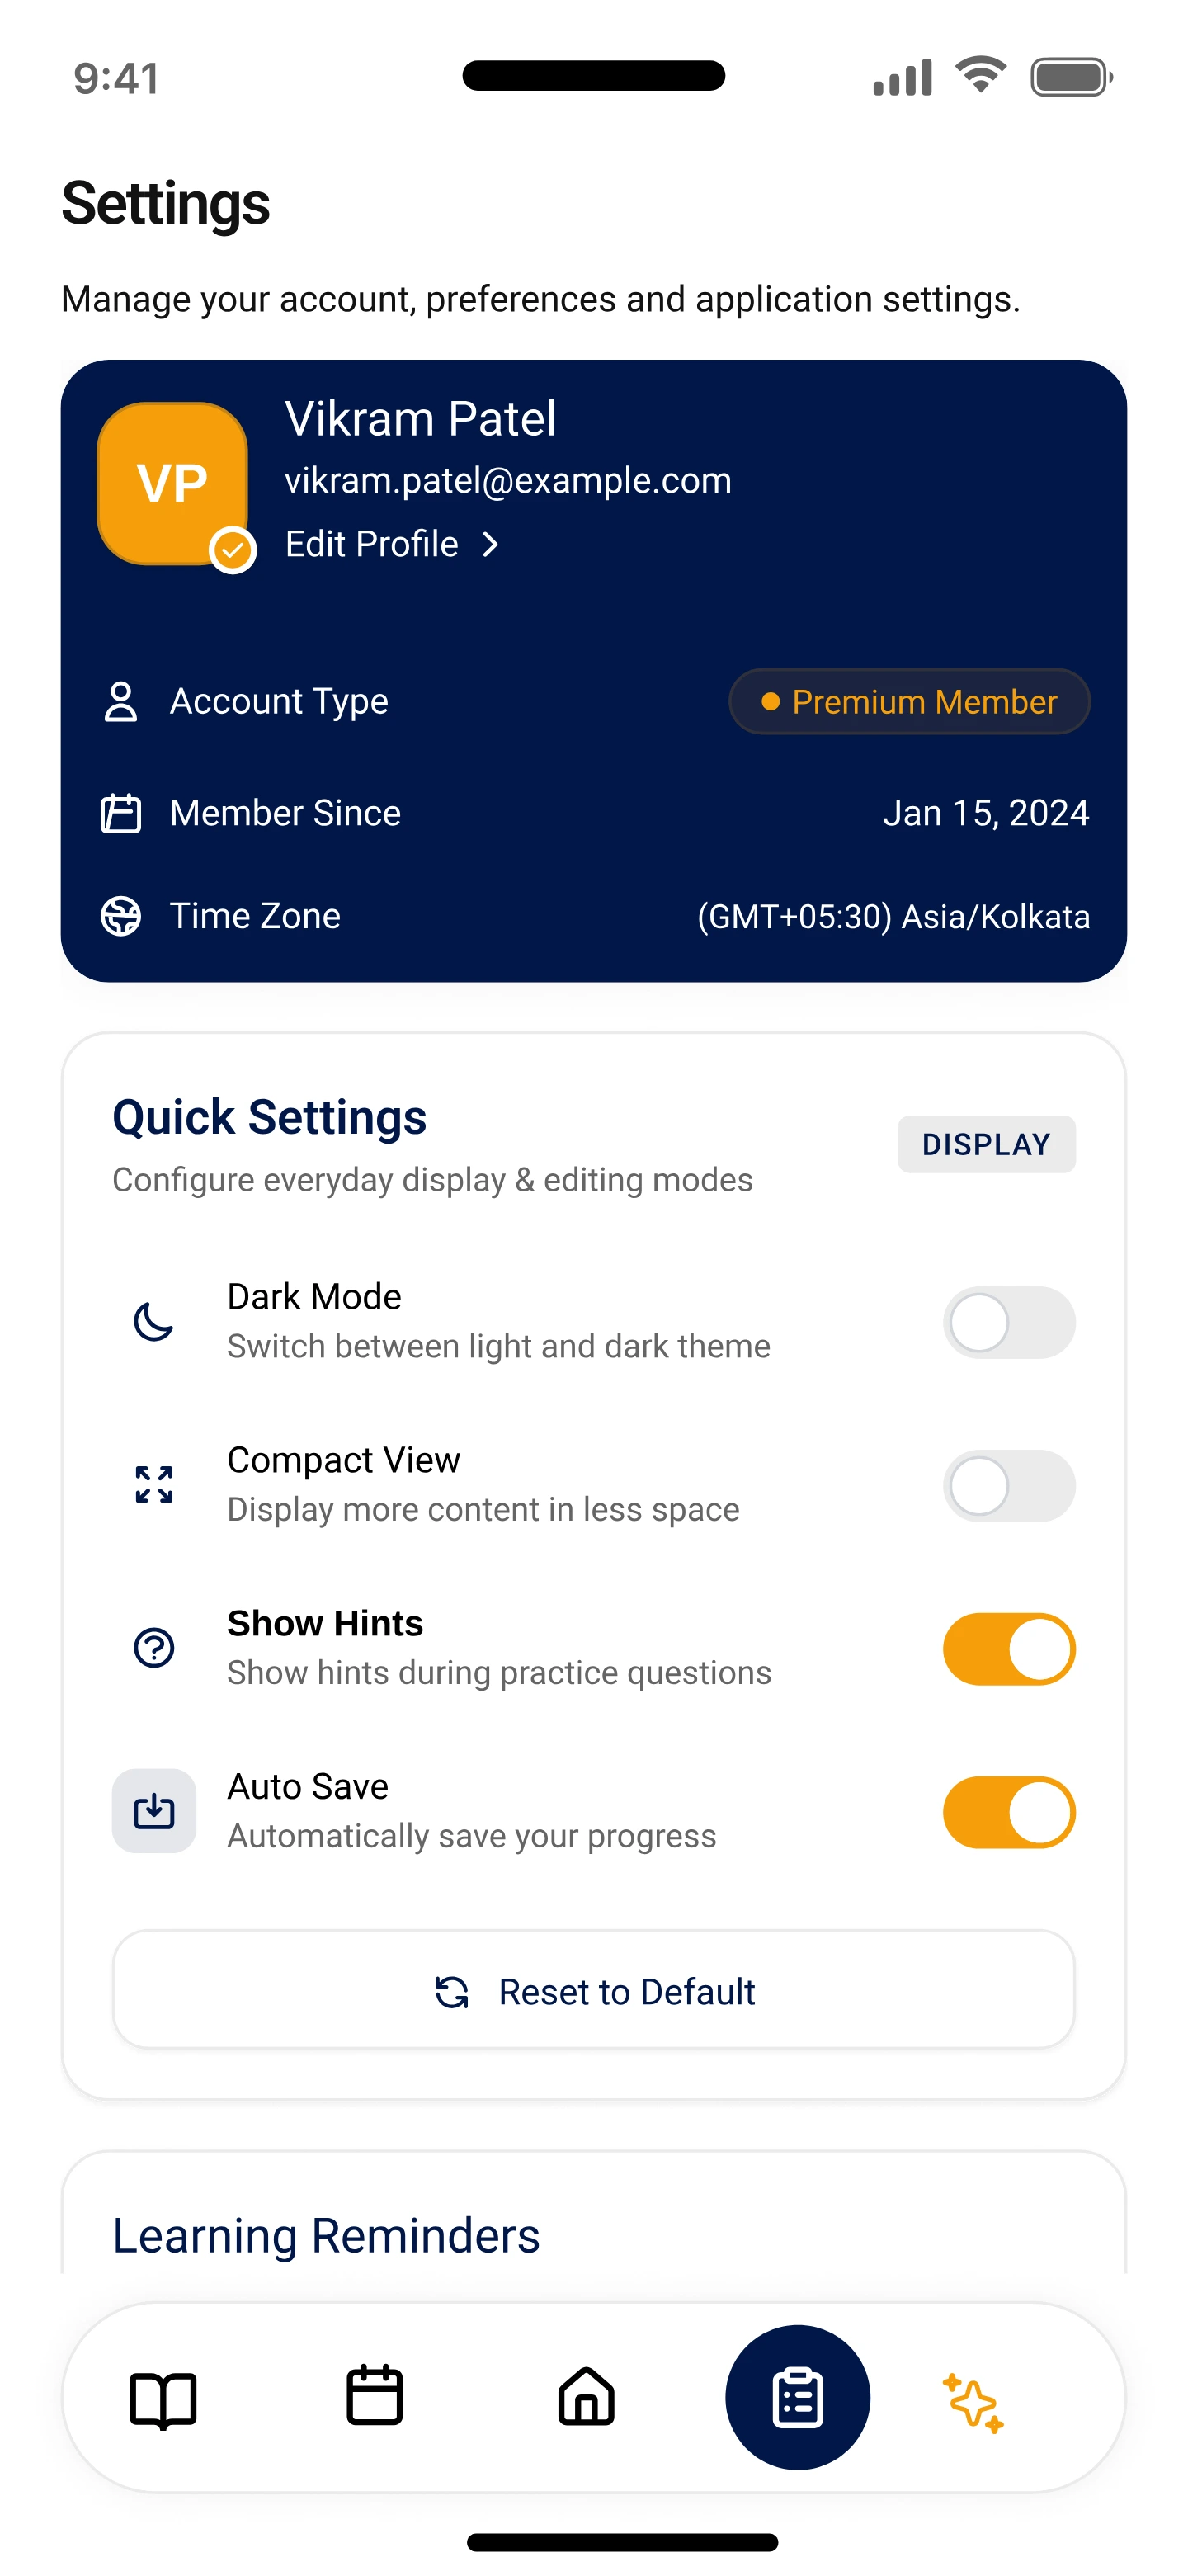 9:41
Settings
Manage your account, preferences and application settings.
VP
Vikram Patel
vikram.patel@example.com
Edit Profile
Account Type
Premium Member
Member Since
Jan 15, 2024
Time Zone
(GMT+05:30) Asia/Kolkata
Quick Settings
DISPLAY
Configure everyday display & editing modes
Dark Mode
Switch between light and dark theme
Compact View
Display more content in less space
Show Hints
Show hints during practice questions
Auto Save
Automatically save your progress
Reset to Default
Learning Reminders